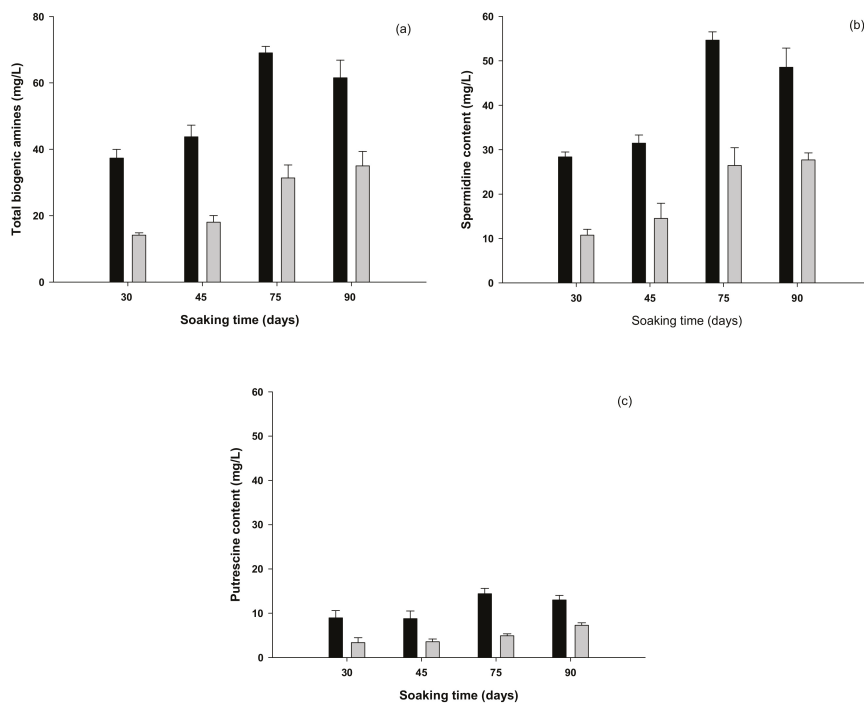 (a)
Total biogenic amines (mg/L)
80
60
40
20
0
30 45 75 90
Soaking time (days)
(b)
Spermidine content (mg/L)
60
50
40
30
20
10
0
30 45 75 90
Soaking time (days)
(c)
Putrescine content (mg/L)
60
50
40
30
20
10
0
30 45 75 90
Soaking time (days)